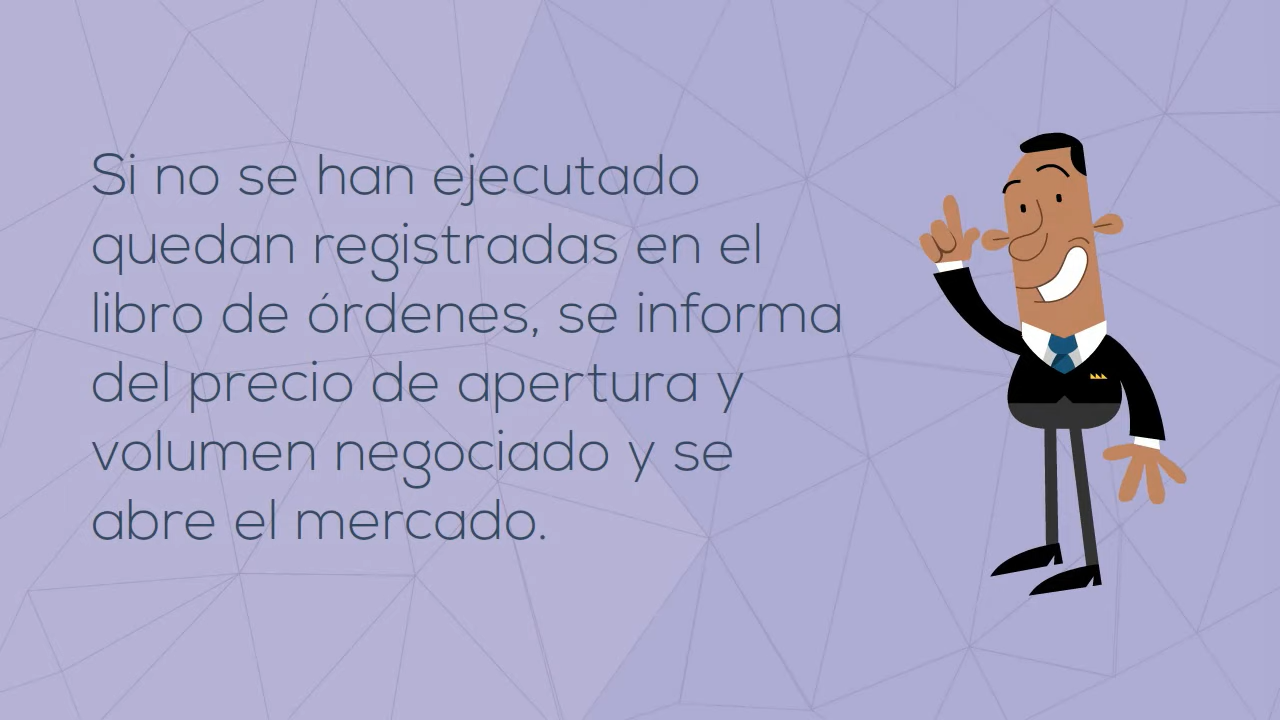 Si no se han ejecutado
quedan registradas en el
libro de órdenes, se informa
del precio de apertura y
volumen negociado y se
abre el mercado.